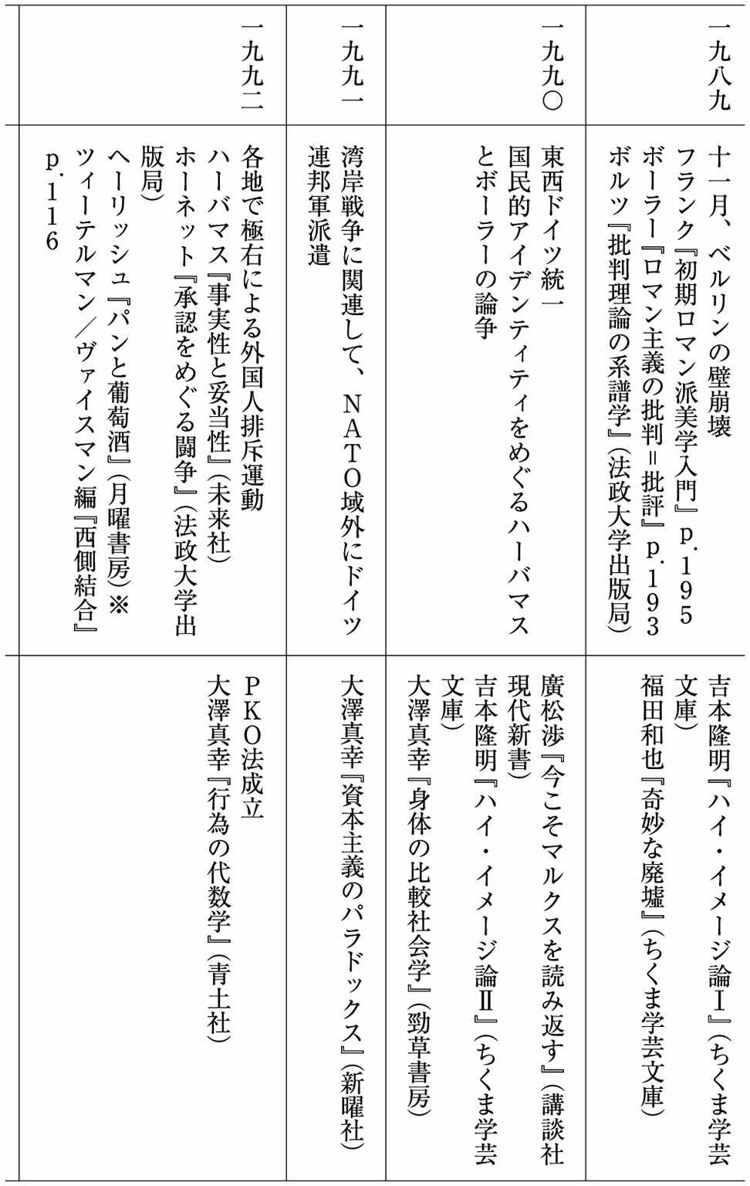 一九八九
十一月、ベルリンの壁崩壊
フランク『初期ロマン派美学入門』p.195
ボーラー『ロマン主義の批判=批評』p.193
ボルツ『批判理論の系譜学』(法政大学出版局)
吉本隆明『ハイ・イメージ論Ⅰ』(ちくま学芸
文庫)
福田和也『奇妙な廃墟』(ちくま学芸文庫)
一九九〇
東西ドイツ統一
国民的アイデンティティをめぐるハーバマス
とボーラーの論争
廣松渉『今こそマルクスを読み返す』(講談社
現代新書)
吉本隆明『ハイ・イメージ論Ⅱ』(ちくま学芸
文庫)
大澤真幸『身体の比較社会学』(勁草書房)
一九九一
湾岸戦争に関連して、NATO域外にドイツ
連邦軍派遣
大澤真幸『資本主義のパラドックス』(新曜社)
一九九二
各地で極右による外国人排斥運動
ハーバマス『事実性と妥当性』(未来社)
ホーネット『承認をめぐる闘争』(法政大学出
版局)
ヘーリッシュ『パンと葡萄酒』(月曜書房)※
ツィーテルマン/ヴァイスマン編『西側結合』
p.116
PKO法成立
大澤真幸『行為の代数学』(青土社)